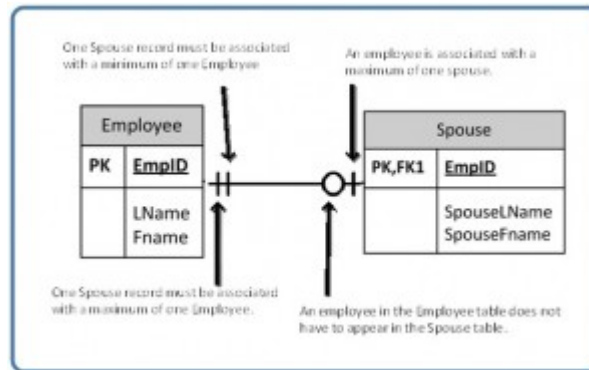 One Spouse record must be associated
with a minimum of one Employee
An employee is associated with a
maximum of one spouse.
Employee
PK EmpID
LName
Fname
Spouse
PK,FK1 EmpID
SpouseLName
SpouseFname
One Spouse record must be associated
with a maximum of one Employee.
An employee in the Employee table does not
have to appear in the Spouse table.